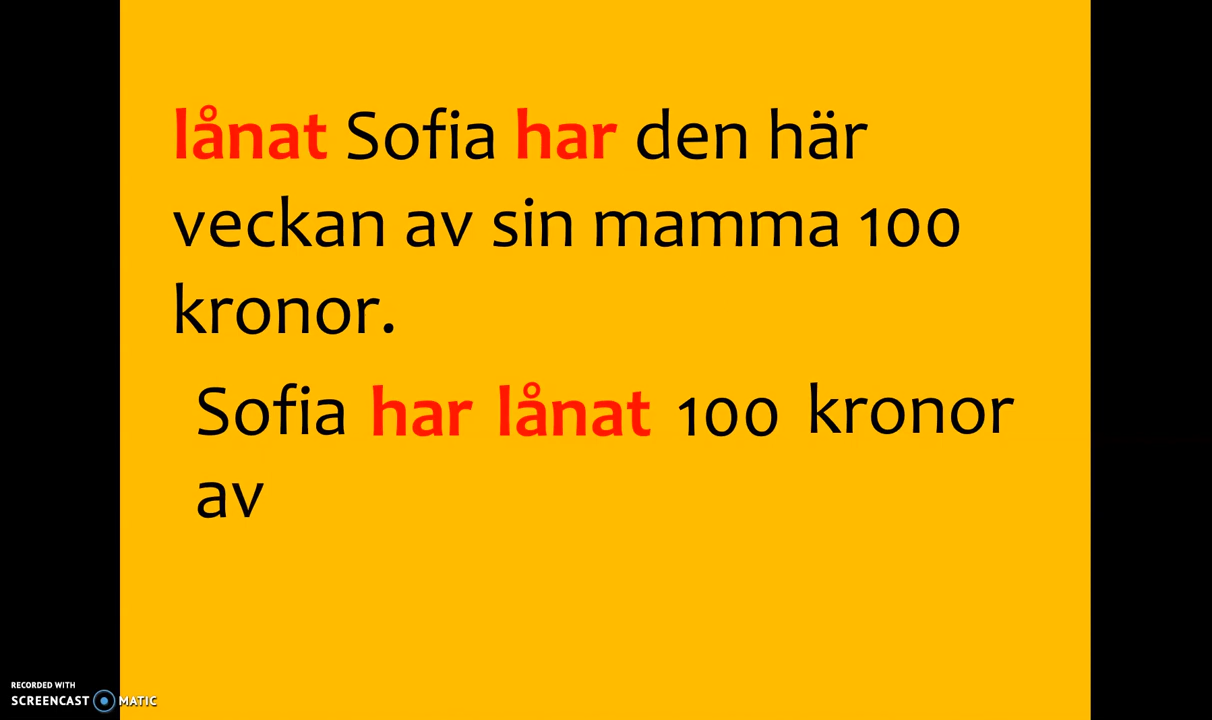 lånat Sofia har den här
veckan av sin mamma 100
kronor.
Sofia har lånat 100 kronor
av
RECORDED WITH
SCREENCAST MATIC